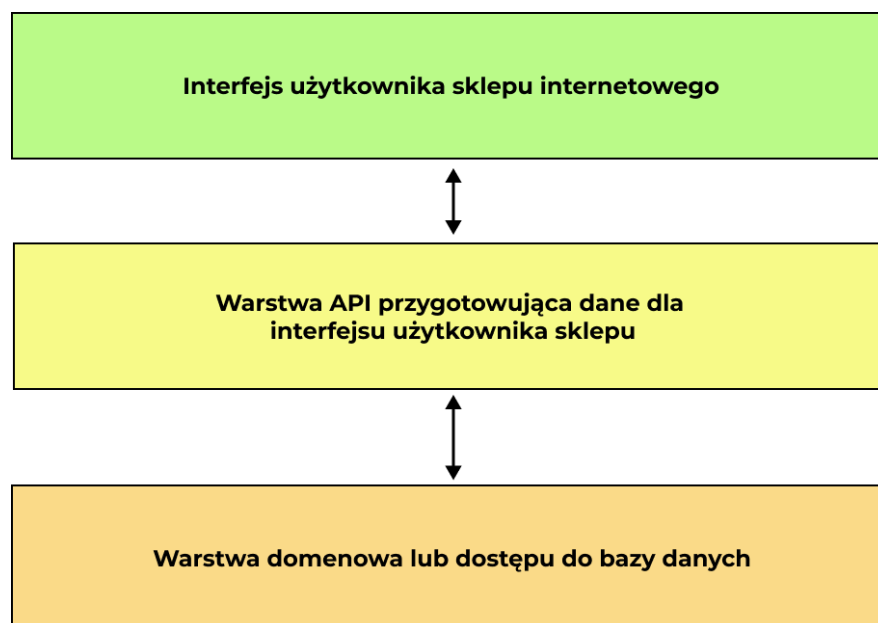 Interfejs użytkownika sklepu internetowego
Warstwa API przygotowująca dane dla
interfejsu użytkownika sklepu
Warstwa domenowa lub dostępu do bazy danych